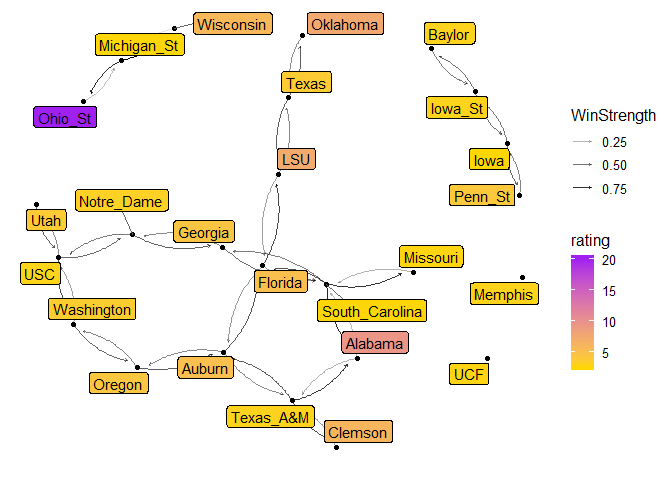 Wisconsin
Oklahoma
Michigan_St
Baylor
Texas
Ohio_St
Iowa_St
WinStrength
0.25
LSU
Iowa
0.50
0.75
Penn_St
Notre_Dame
Utah
Georgia
rating
Missouri
20
USC
Florida
15
Memphis
Washington
South_Carolina
10
Alabama
5
Auburn
Oregon
UCF
Texas_A&M
Clemson